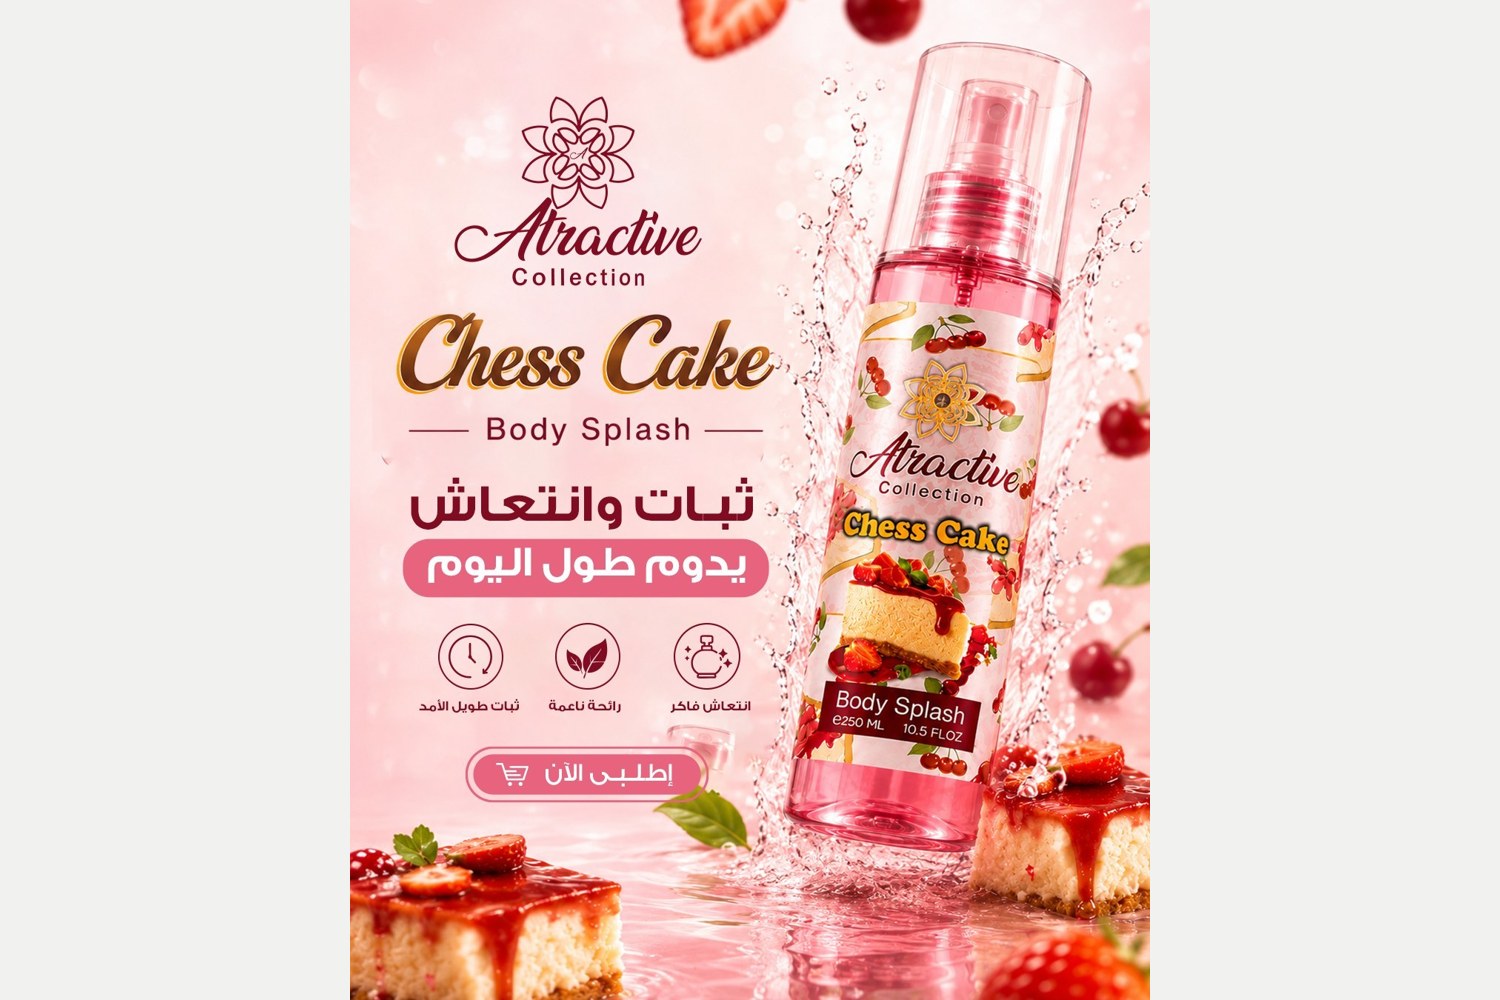 Atractive
Collection
Chess Cake
Body Splash
ثبات وانتعاش
يدوم طول اليوم
انتعاش فاكر
رائحة ناعمة
ثبات طويل الأمد
إطلبى الآن
A
Atractive
Collection
Chess Cake
Body Splash
e250 ML 10.5 FLOZ